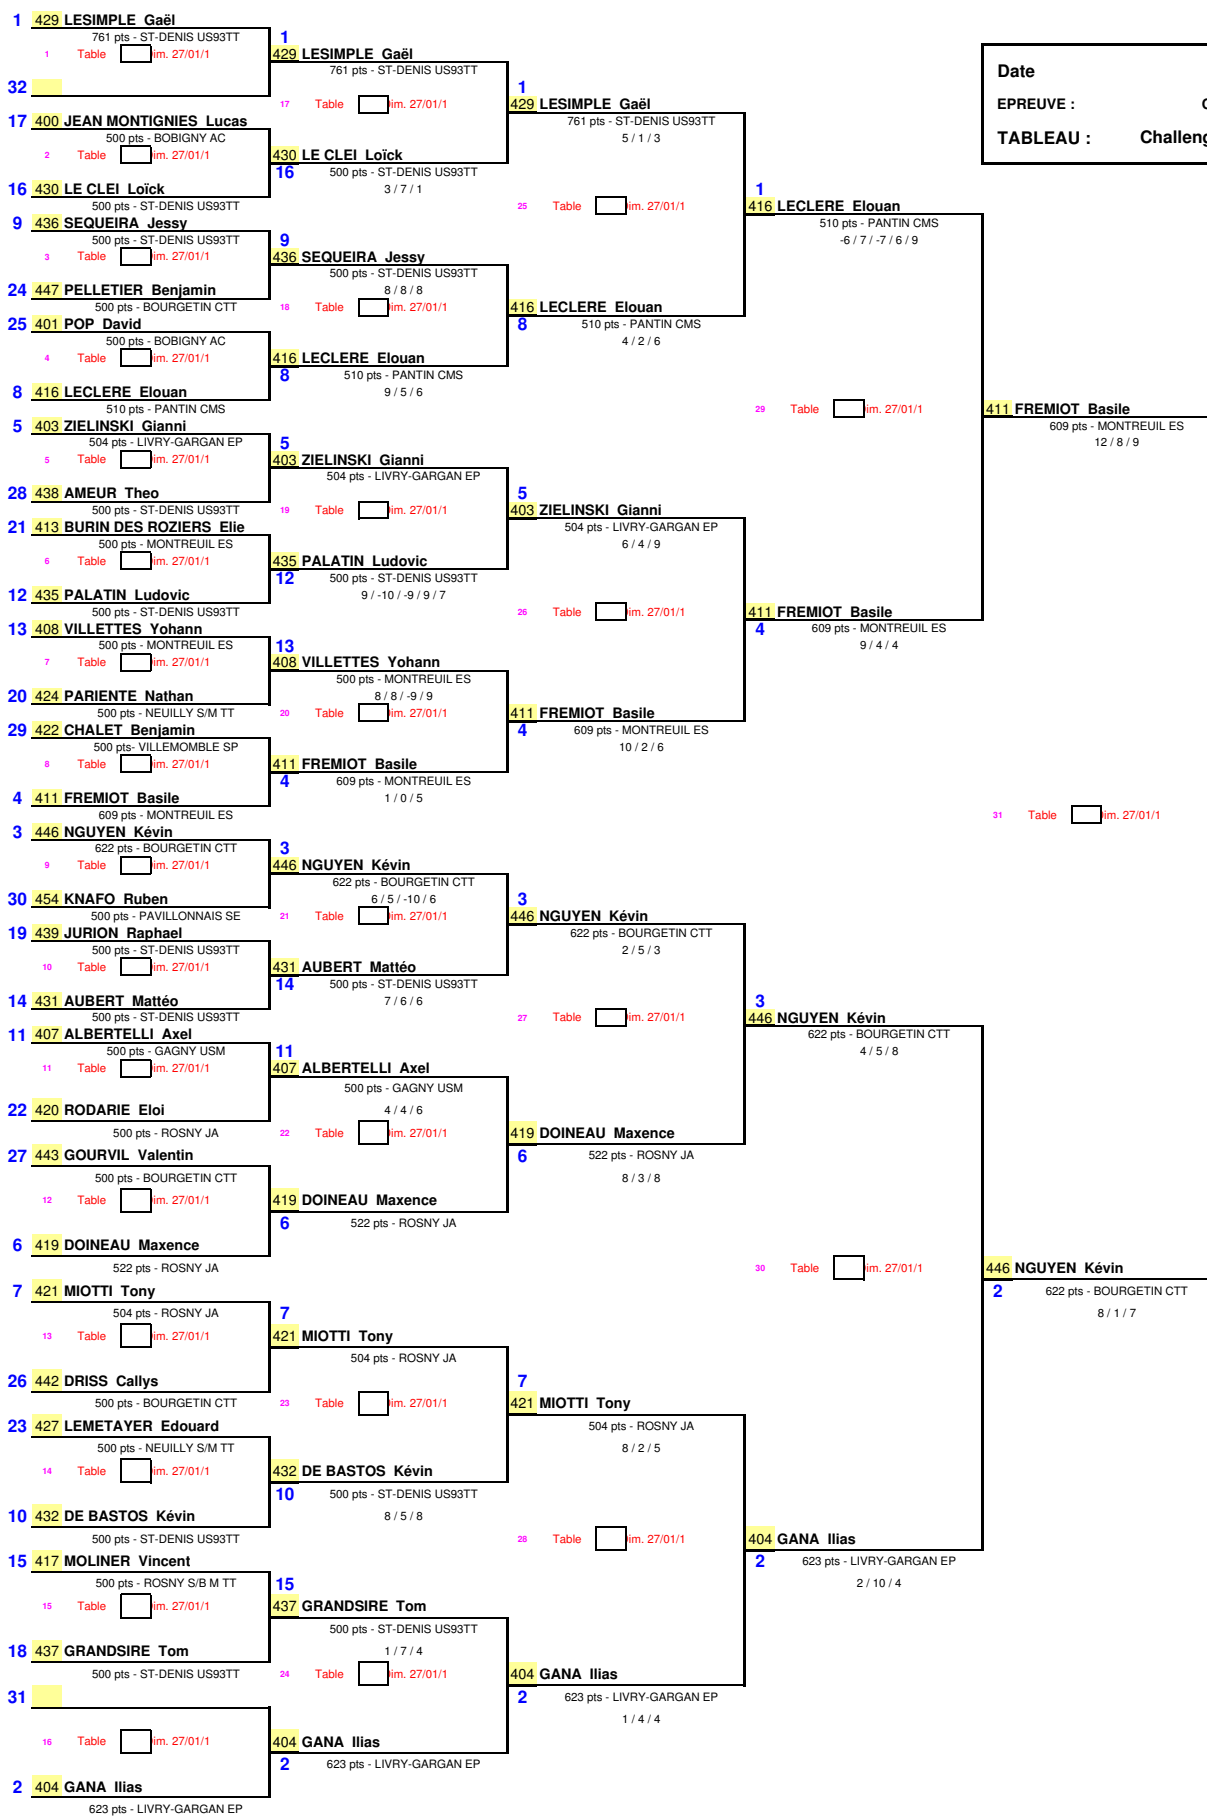 1 429 LESIMPLE Gaël
761 pts - ST-DENIS US93TT
1 Table im. 27/01/1
32
17 400 JEAN MONTIGNIES Lucas
500 pts - BOBIGNY AC
2 Table im. 27/01/1
16 430 LE CLEI Loïck
500 pts - ST-DENIS US93TT
9 436 SEQUEIRA Jessy
500 pts - ST-DENIS US93TT
3 Table im. 27/01/1
24 447 PELLETIER Benjamin
500 pts - BOURGETIN CTT
25 401 POP David
500 pts - BOBIGNY AC
4 Table im. 27/01/1
8 416 LECLERE Elouan
510 pts - PANTIN CMS
5 403 ZIELINSKI Gianni
504 pts - LIVRY-GARGAN EP
5 Table im. 27/01/1
28 438 AMEUR Theo
500 pts - ST-DENIS US93TT
21 413 BURIN DES ROZIERS Elie
500 pts - MONTREUIL ES
6 Table im. 27/01/1
12 435 PALATIN Ludovic
500 pts - ST-DENIS US93TT
13 408 VILLETTES Yohann
500 pts - MONTREUIL ES
7 Table im. 27/01/1
20 424 PARIENTE Nathan
500 pts - NEUILLY S/M TT
29 422 CHALET Benjamin
500 pts- VILLEMOMBLE SP
8 Table im. 27/01/1
4 411 FREMIOT Basile
609 pts - MONTREUIL ES
3 446 NGUYEN Kévin
622 pts - BOURGETIN CTT
9 Table im. 27/01/1
30 454 KNAFO Ruben
500 pts - PAVILLONNAIS SE
19 439 JURION Raphael
500 pts - ST-DENIS US93TT
10 Table im. 27/01/1
14 431 AUBERT Mattéo
500 pts - ST-DENIS US93TT
11 407 ALBERTELLI Axel
500 pts - GAGNY USM
11 Table im. 27/01/1
22 420 RODARIE Eloi
500 pts - ROSNY JA
27 443 GOURVIL Valentin
500 pts - BOURGETIN CTT
12 Table im. 27/01/1
6 419 DOINEAU Maxence
522 pts - ROSNY JA
7 421 MIOTTI Tony
504 pts - ROSNY JA
13 Table im. 27/01/1
26 442 DRISS Callys
500 pts - BOURGETIN CTT
23 427 LEMETAYER Edouard
500 pts - NEUILLY S/M TT
14 Table im. 27/01/1
10 432 DE BASTOS Kévin
500 pts - ST-DENIS US93TT
15 417 MOLINER Vincent
500 pts - ROSNY S/B M TT
15 Table im. 27/01/1
18 437 GRANDSIRE Tom
500 pts - ST-DENIS US93TT
31
16 Table im. 27/01/1
2 404 GANA Ilias
623 pts - LIVRY-GARGAN EP
1
429 LESIMPLE Gaël
761 pts - ST-DENIS US93TT
17 Table im. 27/01/1
430 LE CLEI Loïck
16 500 pts - ST-DENIS US93TT
3 / 7 / 1
9
436 SEQUEIRA Jessy
500 pts - ST-DENIS US93TT
8 / 8 / 8
18 Table im. 27/01/1
416 LECLERE Elouan
8 510 pts - PANTIN CMS
9 / 5 / 6
5
403 ZIELINSKI Gianni
504 pts - LIVRY-GARGAN EP
19 Table im. 27/01/1
435 PALATIN Ludovic
12 500 pts - ST-DENIS US93TT
9 / -10 / -9 / 9 / 7
13
408 VILLETTES Yohann
500 pts - MONTREUIL ES
8 / 8 / -9 / 9
20 Table im. 27/01/1
411 FREMIOT Basile
4 609 pts - MONTREUIL ES
1 / 0 / 5
3
446 NGUYEN Kévin
622 pts - BOURGETIN CTT
6 / 5 / -10 / 6
21 Table im. 27/01/1
431 AUBERT Mattéo
14 500 pts - ST-DENIS US93TT
7 / 6 / 6
11
407 ALBERTELLI Axel
500 pts - GAGNY USM
4 / 4 / 6
22 Table im. 27/01/1
419 DOINEAU Maxence
6 522 pts - ROSNY JA
7
421 MIOTTI Tony
504 pts - ROSNY JA
23 Table im. 27/01/1
432 DE BASTOS Kévin
10 500 pts - ST-DENIS US93TT
8 / 5 / 8
15
437 GRANDSIRE Tom
500 pts - ST-DENIS US93TT
1 / 7 / 4
24 Table im. 27/01/1
404 GANA Ilias
2 623 pts - LIVRY-GARGAN EP
1
429 LESIMPLE Gaël
761 pts - ST-DENIS US93TT
5 / 1 / 3
25 Table im. 27/01/1
416 LECLERE Elouan
8 510 pts - PANTIN CMS
4 / 2 / 6
5
403 ZIELINSKI Gianni
504 pts - LIVRY-GARGAN EP
6 / 4 / 9
26 Table im. 27/01/1
411 FREMIOT Basile
4 609 pts - MONTREUIL ES
10 / 2 / 6
3
446 NGUYEN Kévin
622 pts - BOURGETIN CTT
2 / 5 / 3
27 Table im. 27/01/1
419 DOINEAU Maxence
6 522 pts - ROSNY JA
8 / 3 / 8
7
421 MIOTTI Tony
504 pts - ROSNY JA
8 / 2 / 5
28 Table im. 27/01/1
404 GANA Ilias
2 623 pts - LIVRY-GARGAN EP
1 / 4 / 4
1
416 LECLERE Elouan
510 pts - PANTIN CMS
-6 / 7 / -7 / 6 / 9
29 Table im. 27/01/1
411 FREMIOT Basile
4 609 pts - MONTREUIL ES
9 / 4 / 4
3
446 NGUYEN Kévin
622 pts - BOURGETIN CTT
4 / 5 / 8
30 Table im. 27/01/1
404 GANA Ilias
2 623 pts - LIVRY-GARGAN EP
2 / 10 / 4
Date
EPREUVE :
TABLEAU : Challeng
411 FREMIOT Basile
609 pts - MONTREUIL ES
12 / 8 / 9
31 Table im. 27/01/1
446 NGUYEN Kévin
2 622 pts - BOURGETIN CTT
8 / 1 / 7